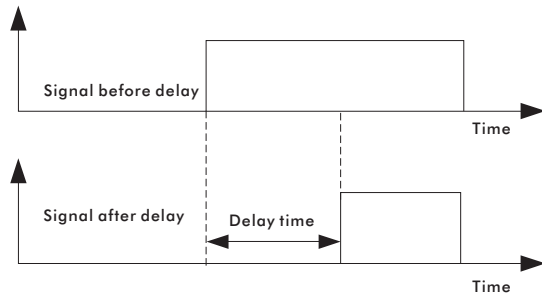 Signal before delay
Time
Signal after delay
Delay time
Time